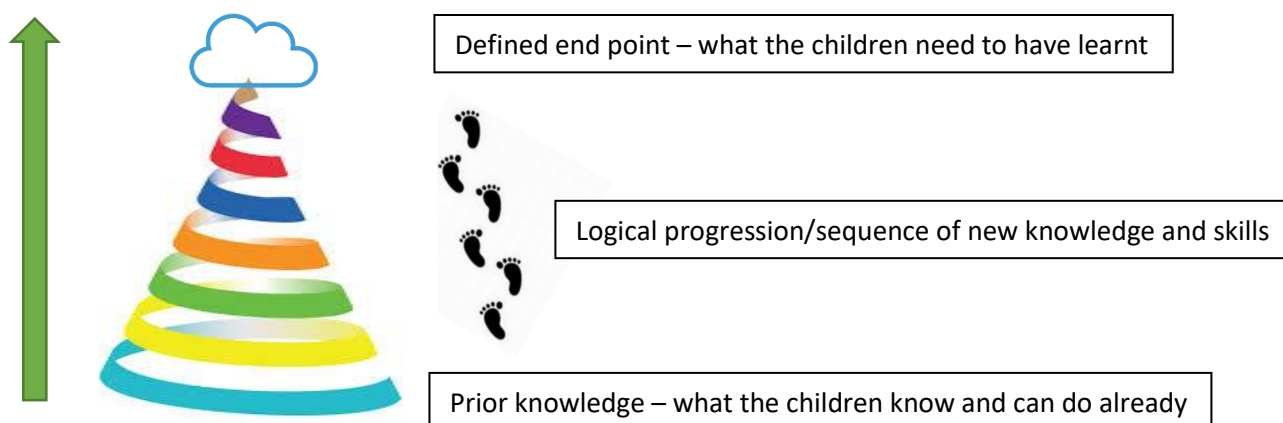 Defined end point – what the children need to have learnt
Logical progression/sequence of new knowledge and skills
Prior knowledge – what the children know and can do already